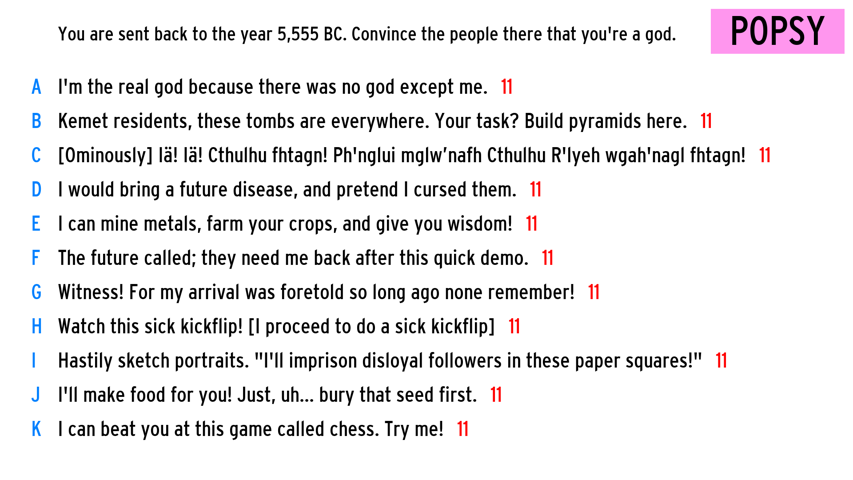 You are sent back to the year 5,555 BC. Convince the people there that you're a god. POPSY
A I'm the real god because there was no god except me. 11
B Kemet residents, these tombs are everywhere. Your task? Build pyramids here. 11
C [Ominously] Iä! Iä! Cthulhu fhtagn! Ph'nglui mglw’nafh Cthulhu R'lyeh wgah'nagl fhtagn! 11
D I would bring a future disease, and pretend I cursed them. 11
E I can mine metals, farm your crops, and give you wisdom! 11
F The future called; they need me back after this quick demo. 11
G Witness! For my arrival was foretold so long ago none remember! 11
H Watch this sick kickflip! [I proceed to do a sick kickflip] 11
I Hastily sketch portraits. "I'll imprison disloyal followers in these paper squares!" 11
J I'll make food for you! Just, uh... bury that seed first. 11
K I can beat you at this game called chess. Try me! 11